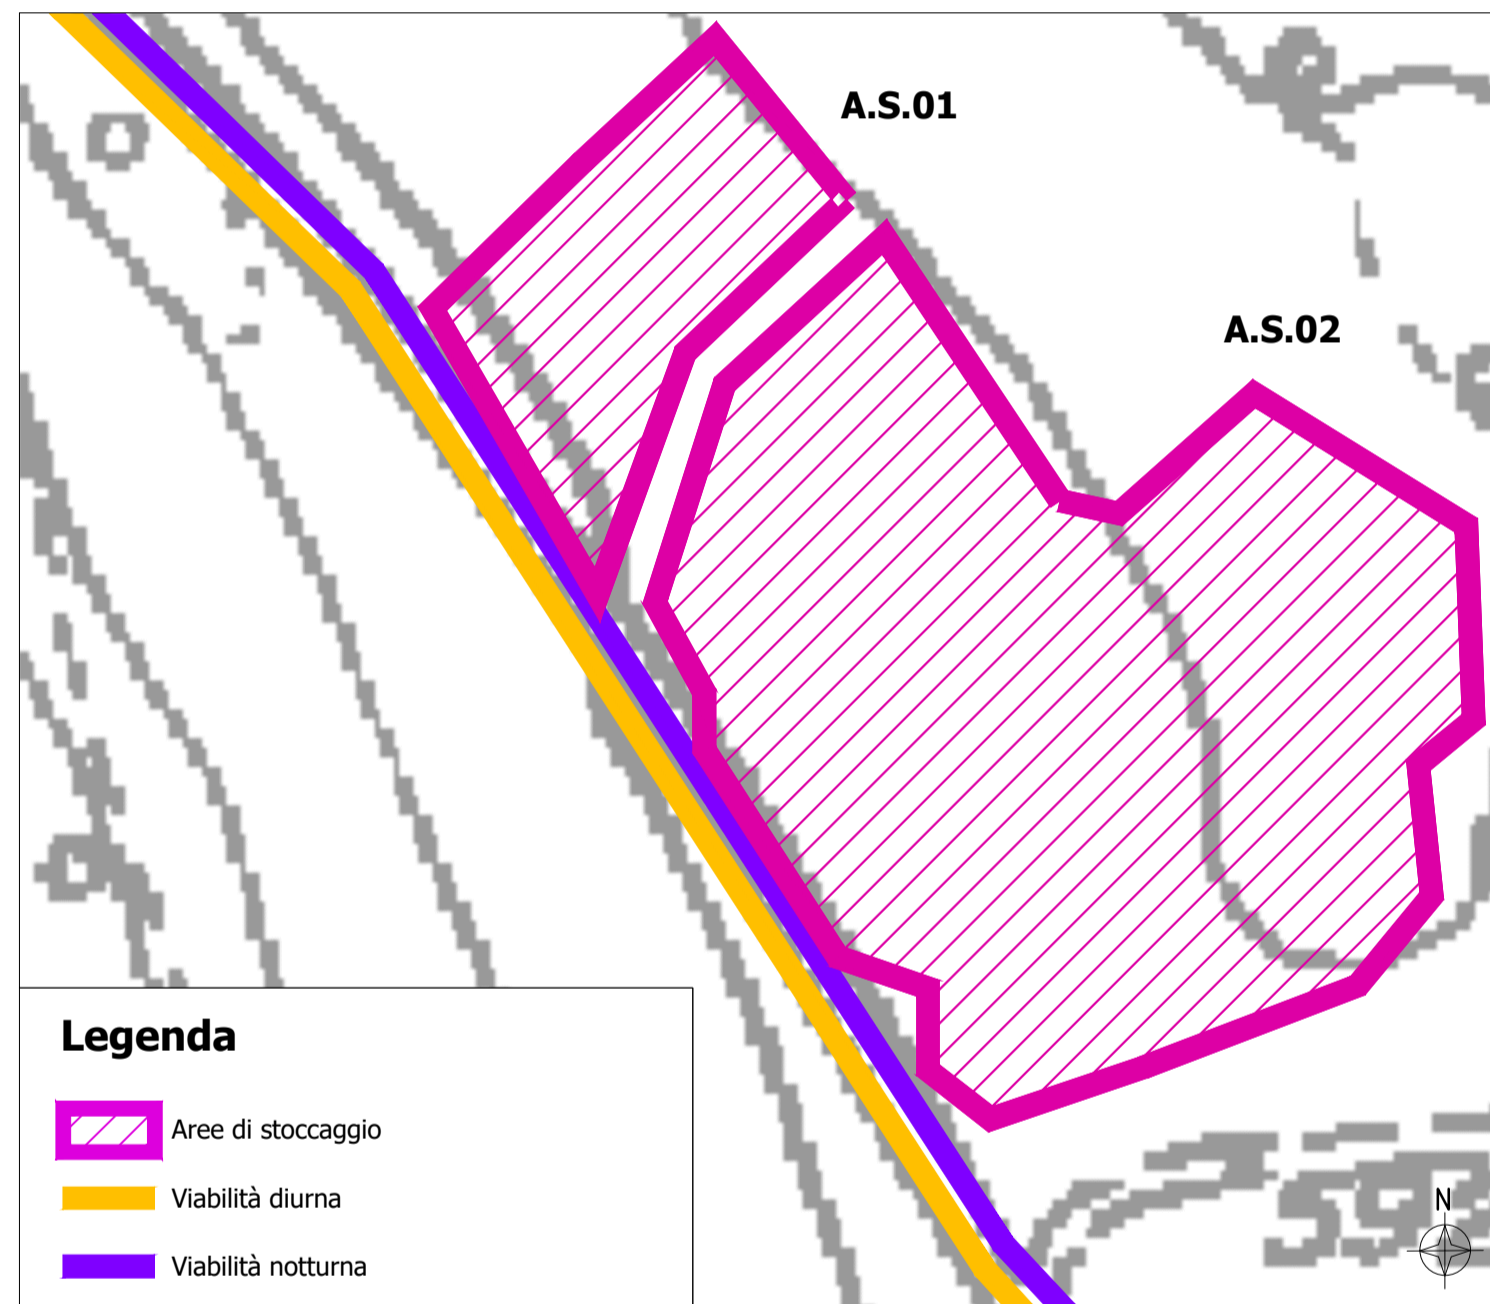 A.S.01
A.S.02
Legenda
Aree di stoccaggio
Viabilità diurna
Viabilità notturna
N